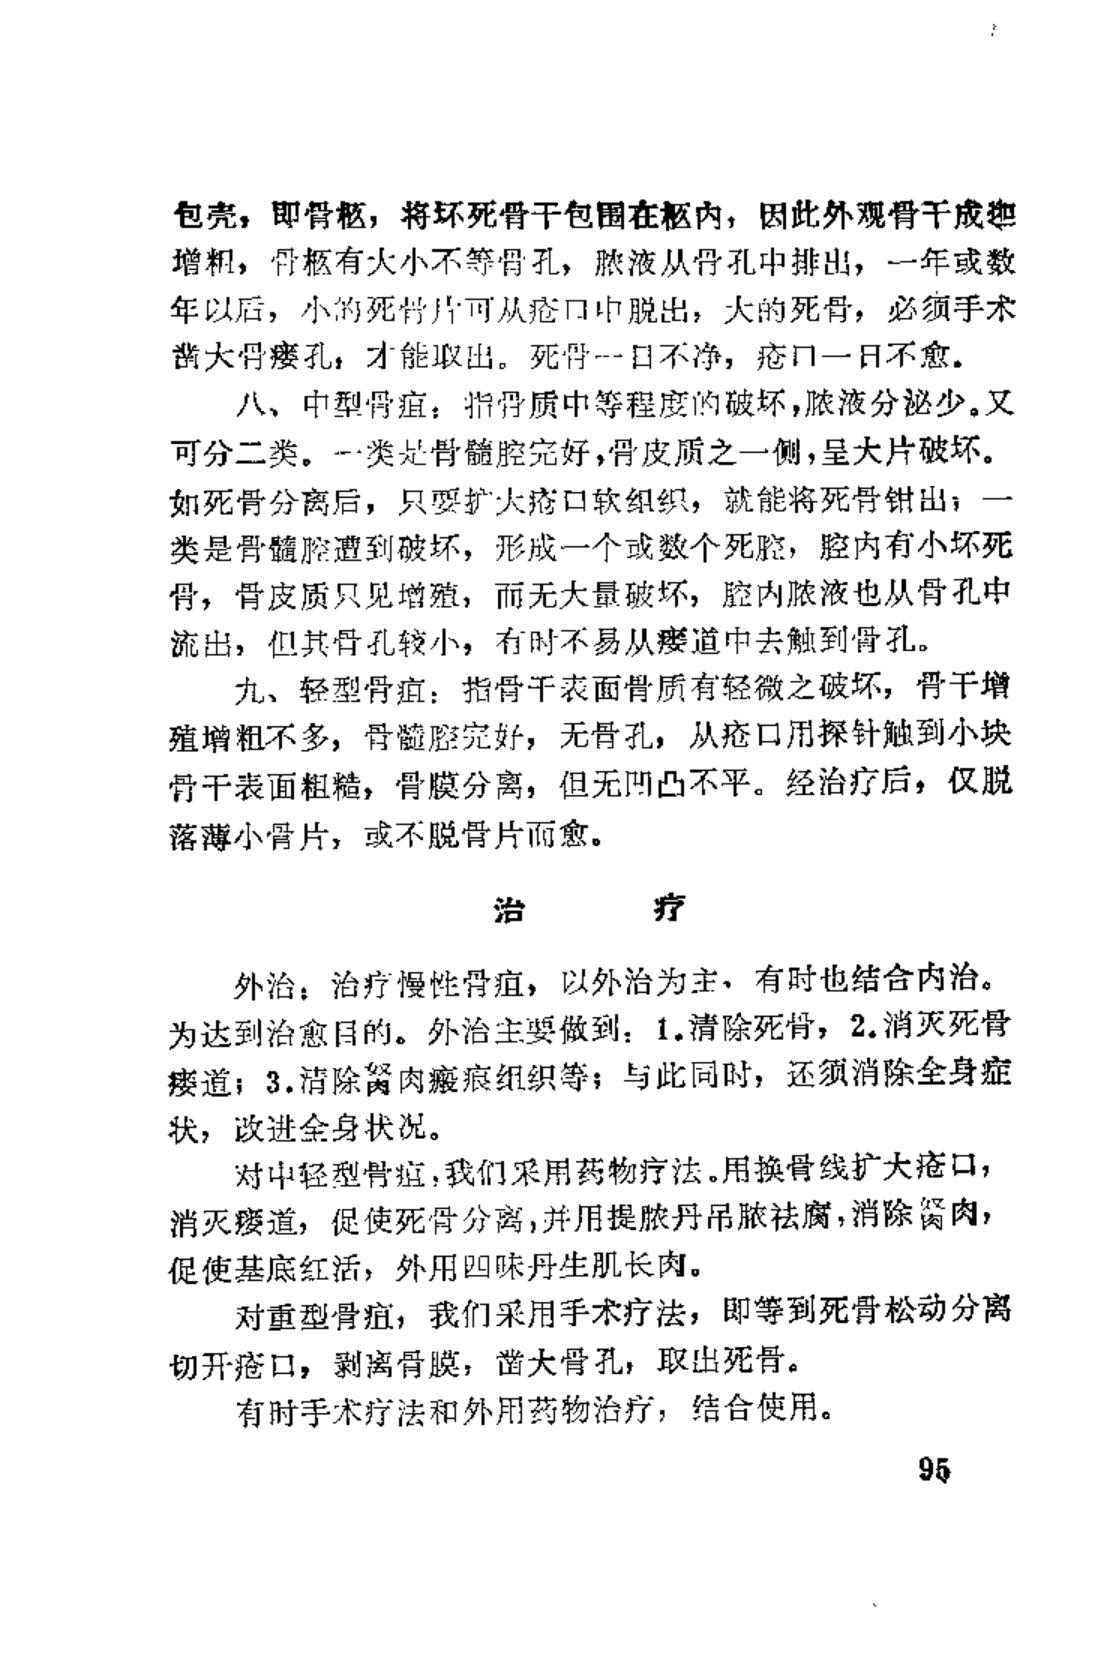 包壳，即骨柩，将坏死骨干包围在柩内，因此外观骨干成
增粗，骨柩有大小不等骨孔，脓液从骨孔中排出，一年或数
年以后，小的死骨片可从疮口中脱出，大的死骨，必须手术
凿大骨瘘孔，才能取出。死骨一日不净，疮口一日不愈．
八、中型骨疽：指骨质中等程度的破坏，脓液分泌少。又
可分二类。一类是骨髓腔完好，骨皮质之一侧，呈大片破坏。
如死骨分离后，只要扩大疮口软组织，就能将死骨钳出；一
类是骨髓腔遭到破坏，形成一个或数个死腔，腔内有小坏死
骨，骨皮质只见增殖，而无大量破坏，腔内脓液也从骨孔中
流出，但其骨孔较小，有时不易从瘘道中去触到骨孔。
九、轻型骨疽：指骨干表面骨质有轻微之破坏，骨干增
殖增粗不多，骨髓腔完好，无骨孔，从疮口用探针触到小块
骨干表面粗糙，骨膜分离，但无凹凸不平。经治疗后，仅脱
落薄小骨片，或不脱骨片而愈。
治疗
外治：治疗慢性骨疽，以外治为主，有时也结合内治。
为达到治愈目的。外治主要做到：1.清除死骨，2.消灭死骨
瘘道；3.清除胬肉瘢痕组织等；与此同时，还须消除全身症
状，改进全身状况。
对中轻型骨疽，我们采用药物疗法。用换骨线扩大疮口，
消灭瘘道，促使死骨分离，并用提脓丹吊脓祛腐，消除胬肉，
促使基底红活，外用四味丹生肌长肉。
对重型骨疽，我们采用手术疗法，即等到死骨松动分离
切开疮口，剥离骨膜，凿大骨孔，取出死骨。
有时手术疗法和外用药物治疗，结合使用。
95